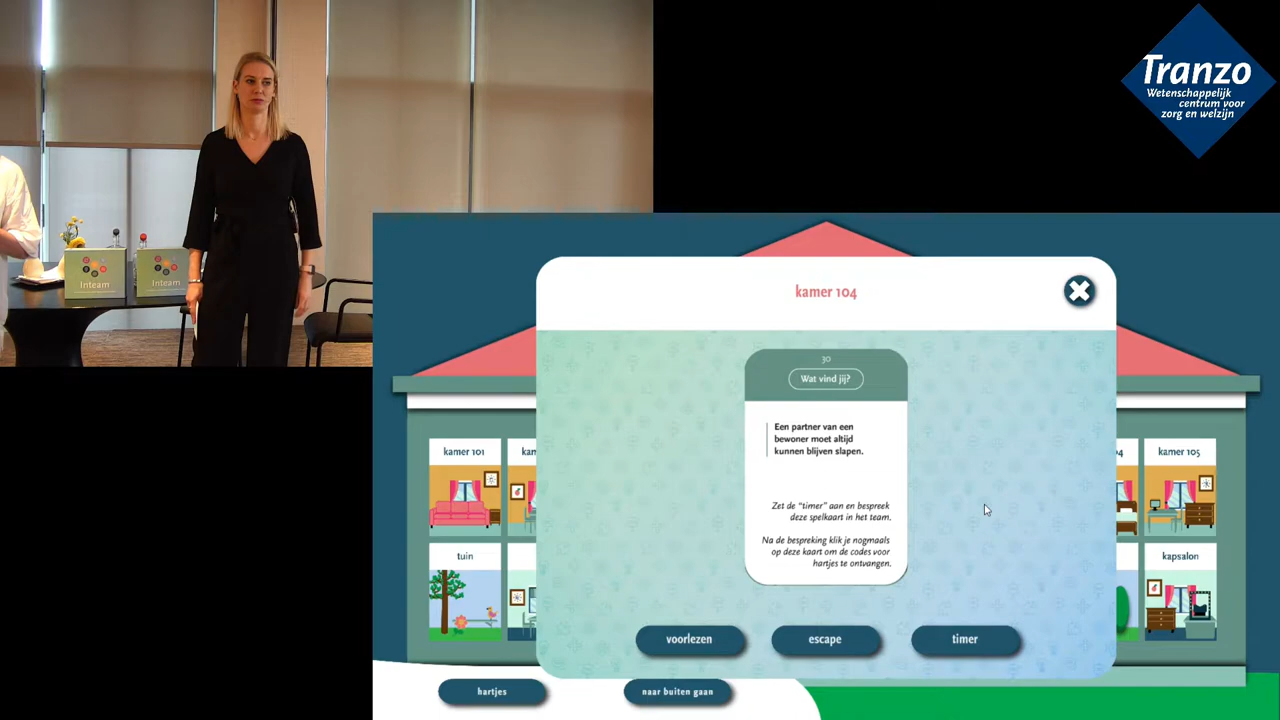 Tranzo
Wetenschappelijk
centrum voor
zorg en welzijn
Inteam
Inteam
kamer 104
30
Wat vind jij?
Een partner van een
bewoner moet altijd
kunnen blijven slapen.
Zet de “timer” aan en bespreek
deze spelkaart in het team.
Na de bespreking klik je nogmaals
op deze kaart om de codes voor
hartjes te ontvangen.
voorlezen
escape
timer
kamer 101
kam
04
kamer 105
tuin
kapsalon
hartjes
naar buiten gaan